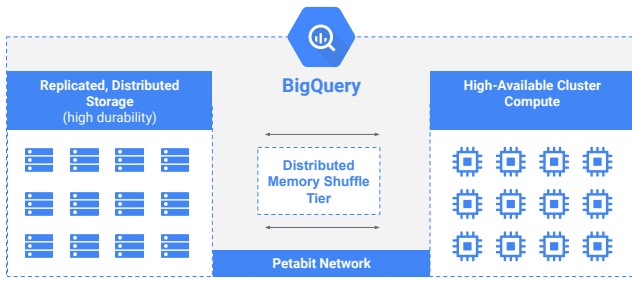 BigQuery
Replicated, Distributed
Storage
(high durability)
High-Available Cluster
Compute
Distributed
Memory Shuffle
Tier
Petabit Network